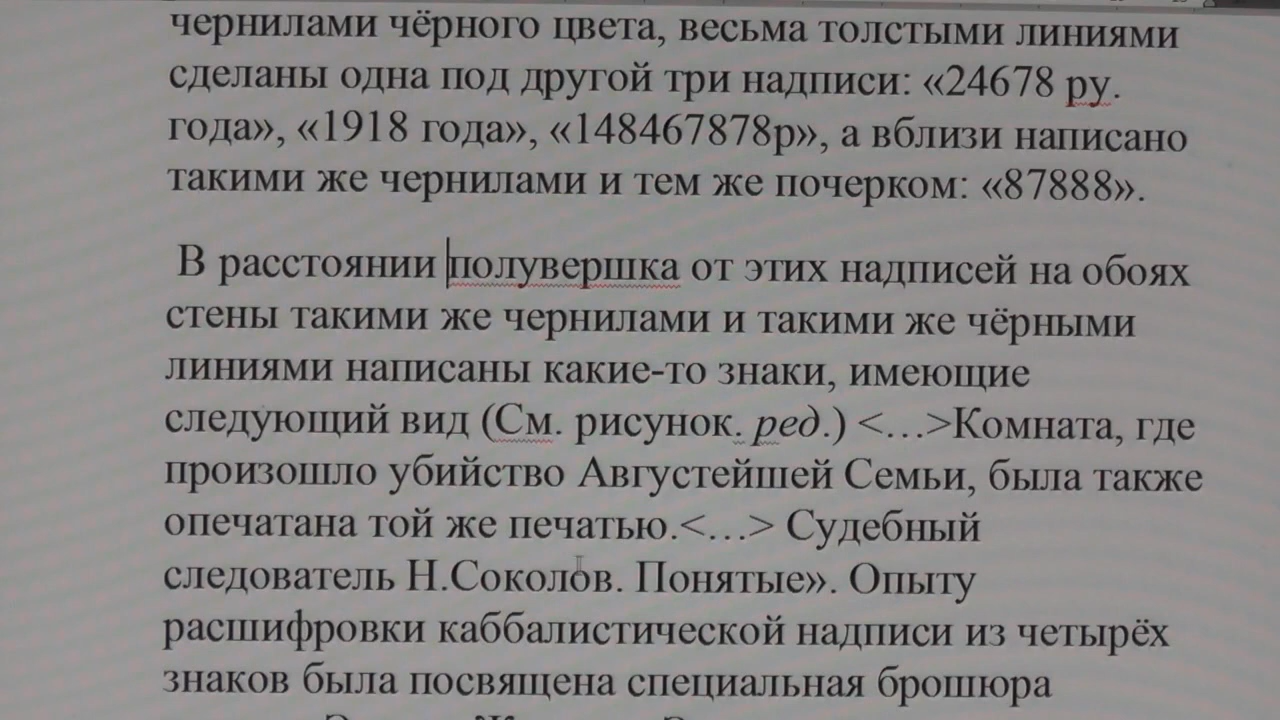 чернилами чёрного цвета, весьма толстыми линиями
сделаны одна под другой три надписи: «24678 ру.
года», «1918 года», «148467878р», а вблизи написано
такими же чернилами и тем же почерком: «87888».
В расстоянии полувершка от этих надписей на обоях
стены такими же чернилами и такими же чёрными
линиями написаны какие-то знаки, имеющие
следующий вид (См. рисунок. ред.) <…>Комната, где
произошло убийство Августейшей Семьи, была также
опечатана той же печатью.<…> Судебный
следователь Н.Соколов. Понятые». Опыту
расшифровки каббалистической надписи из четырёх
знаков была посвящена специальная брошюра